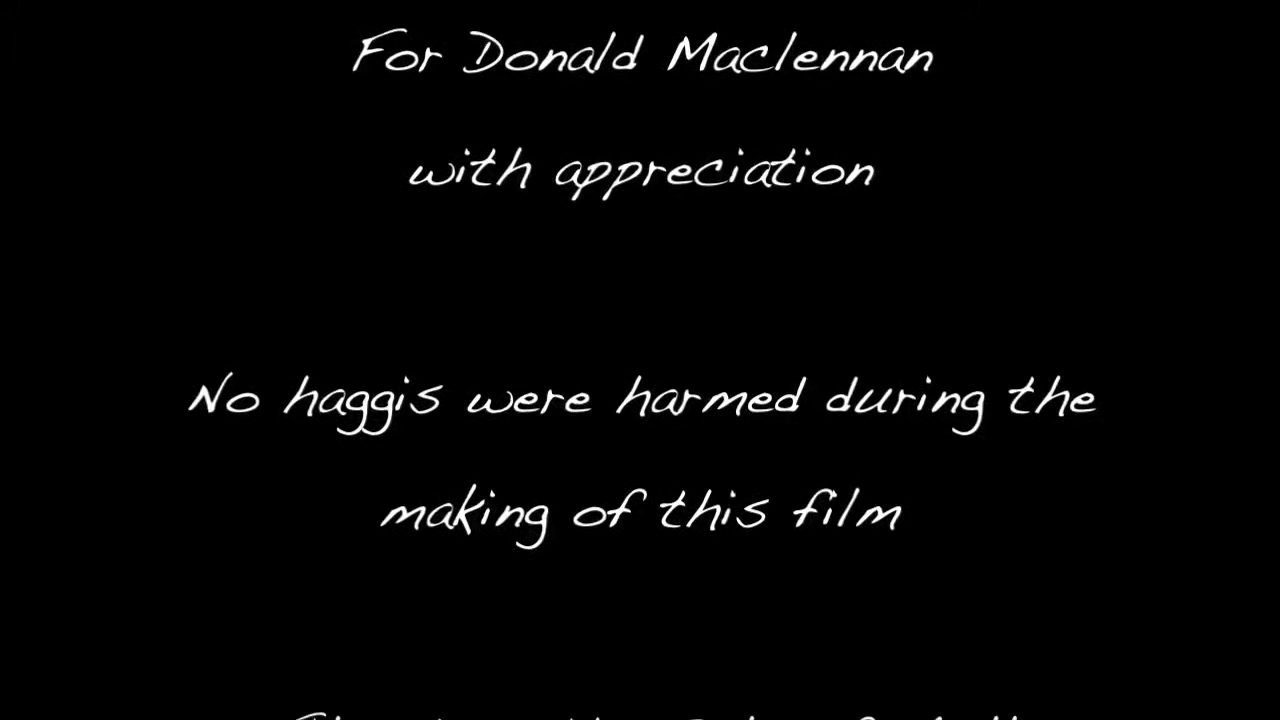 For Donald Maclennan
with appreciation
No haggis were harmed during the
making of this film